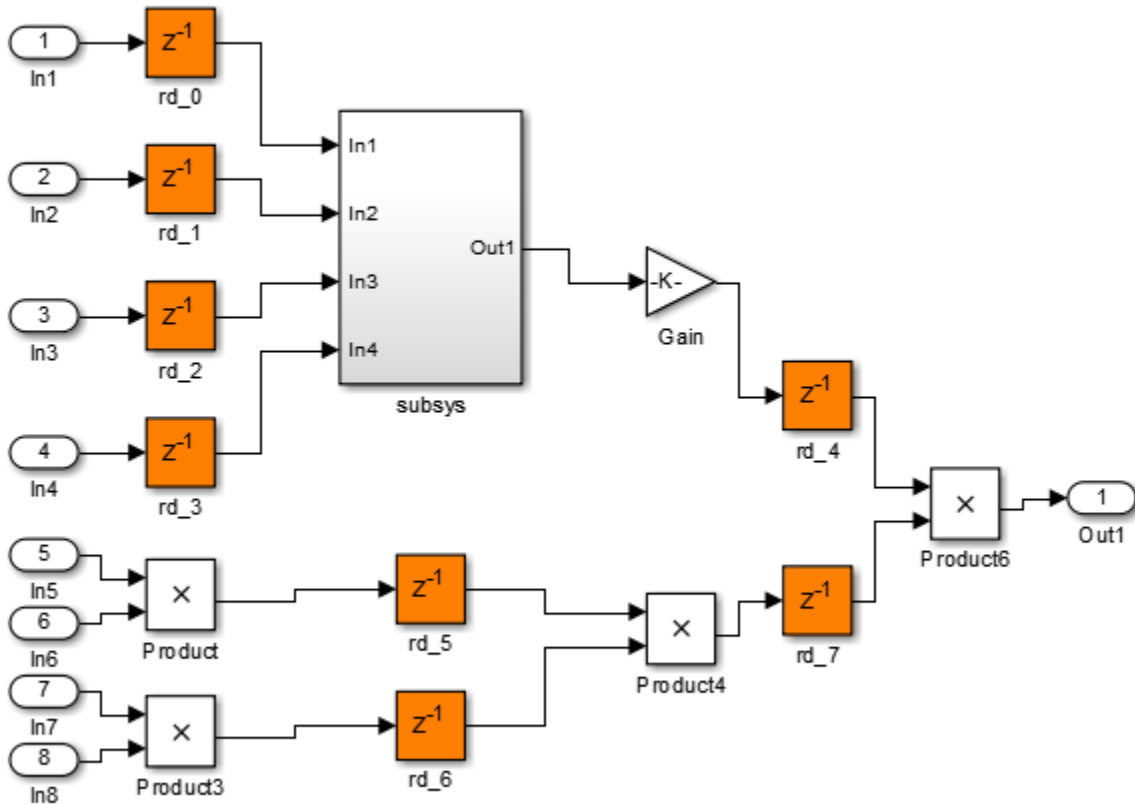 1
In1
Z-1
rd_0
2
In2
Z-1
rd_1
3
In3
Z-1
rd_2
4
In4
Z-1
rd_3
In1
In2
In3
In4
Out1
subsys
-K-
Gain
Z-1
rd_4
5
In5
6
In6
×
Product
7
In7
8
In8
×
Product3
Z-1
rd_5
Z-1
rd_6
×
Product4
Z-1
rd_7
×
Product6
1
Out1